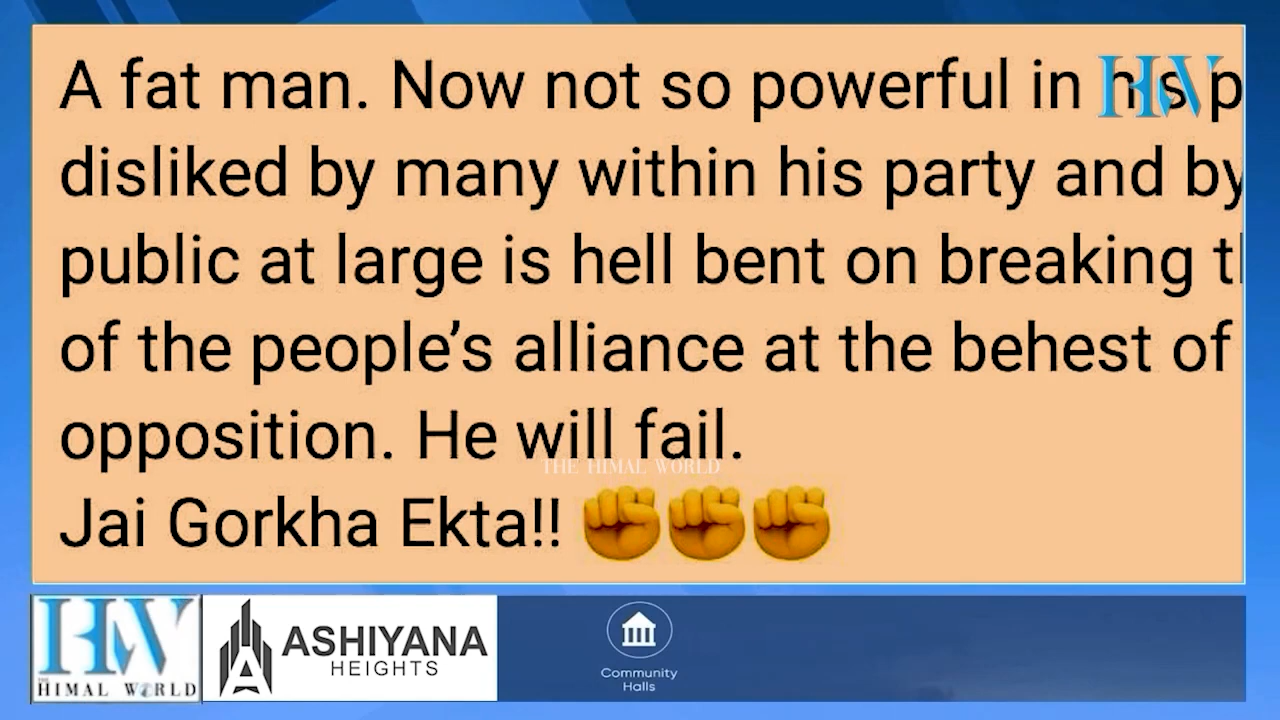 A fat man. Now not so powerful in his p
disliked by many within his party and by
public at large is hell bent on breaking t
of the people’s alliance at the behest of
opposition. He will fail.
THE HIMAL WORLD
Jai Gorkha Ekta!! ✊✊✊
THE
HIMAL WORLD
ASHIYANA
HEIGHTS
Community
Halls